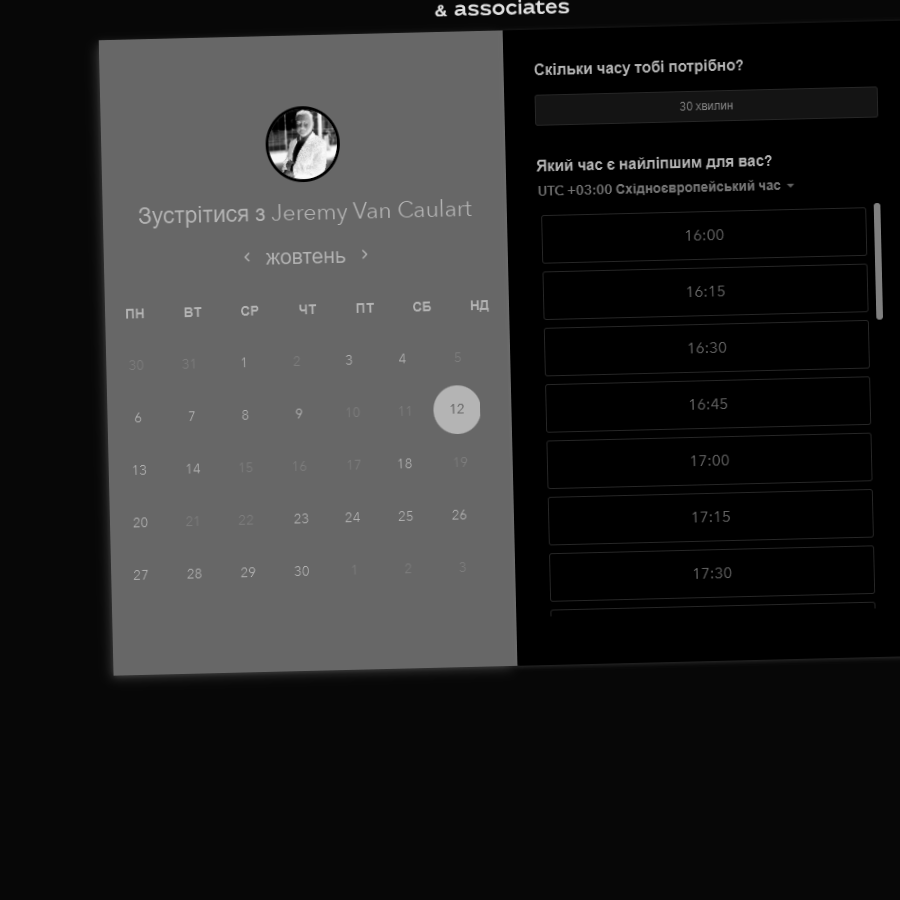 & associates
Зустрітися з Jeremy Van Caulart
жовтень
ПН ВТ СР ЧТ ПТ СБ НД
30 31 1 2 3 4 5
6 7 8 9 10 11 12
13 14 15 16 17 18 19
20 21 22 23 24 25 26
27 28 29 30 1 2 3
Скільки часу тобі потрібно?
30 хвилин
Який час є найліпшим для вас?
UTC +03:00 Східноєвропейський час
16:00
16:15
16:30
16:45
17:00
17:15
17:30